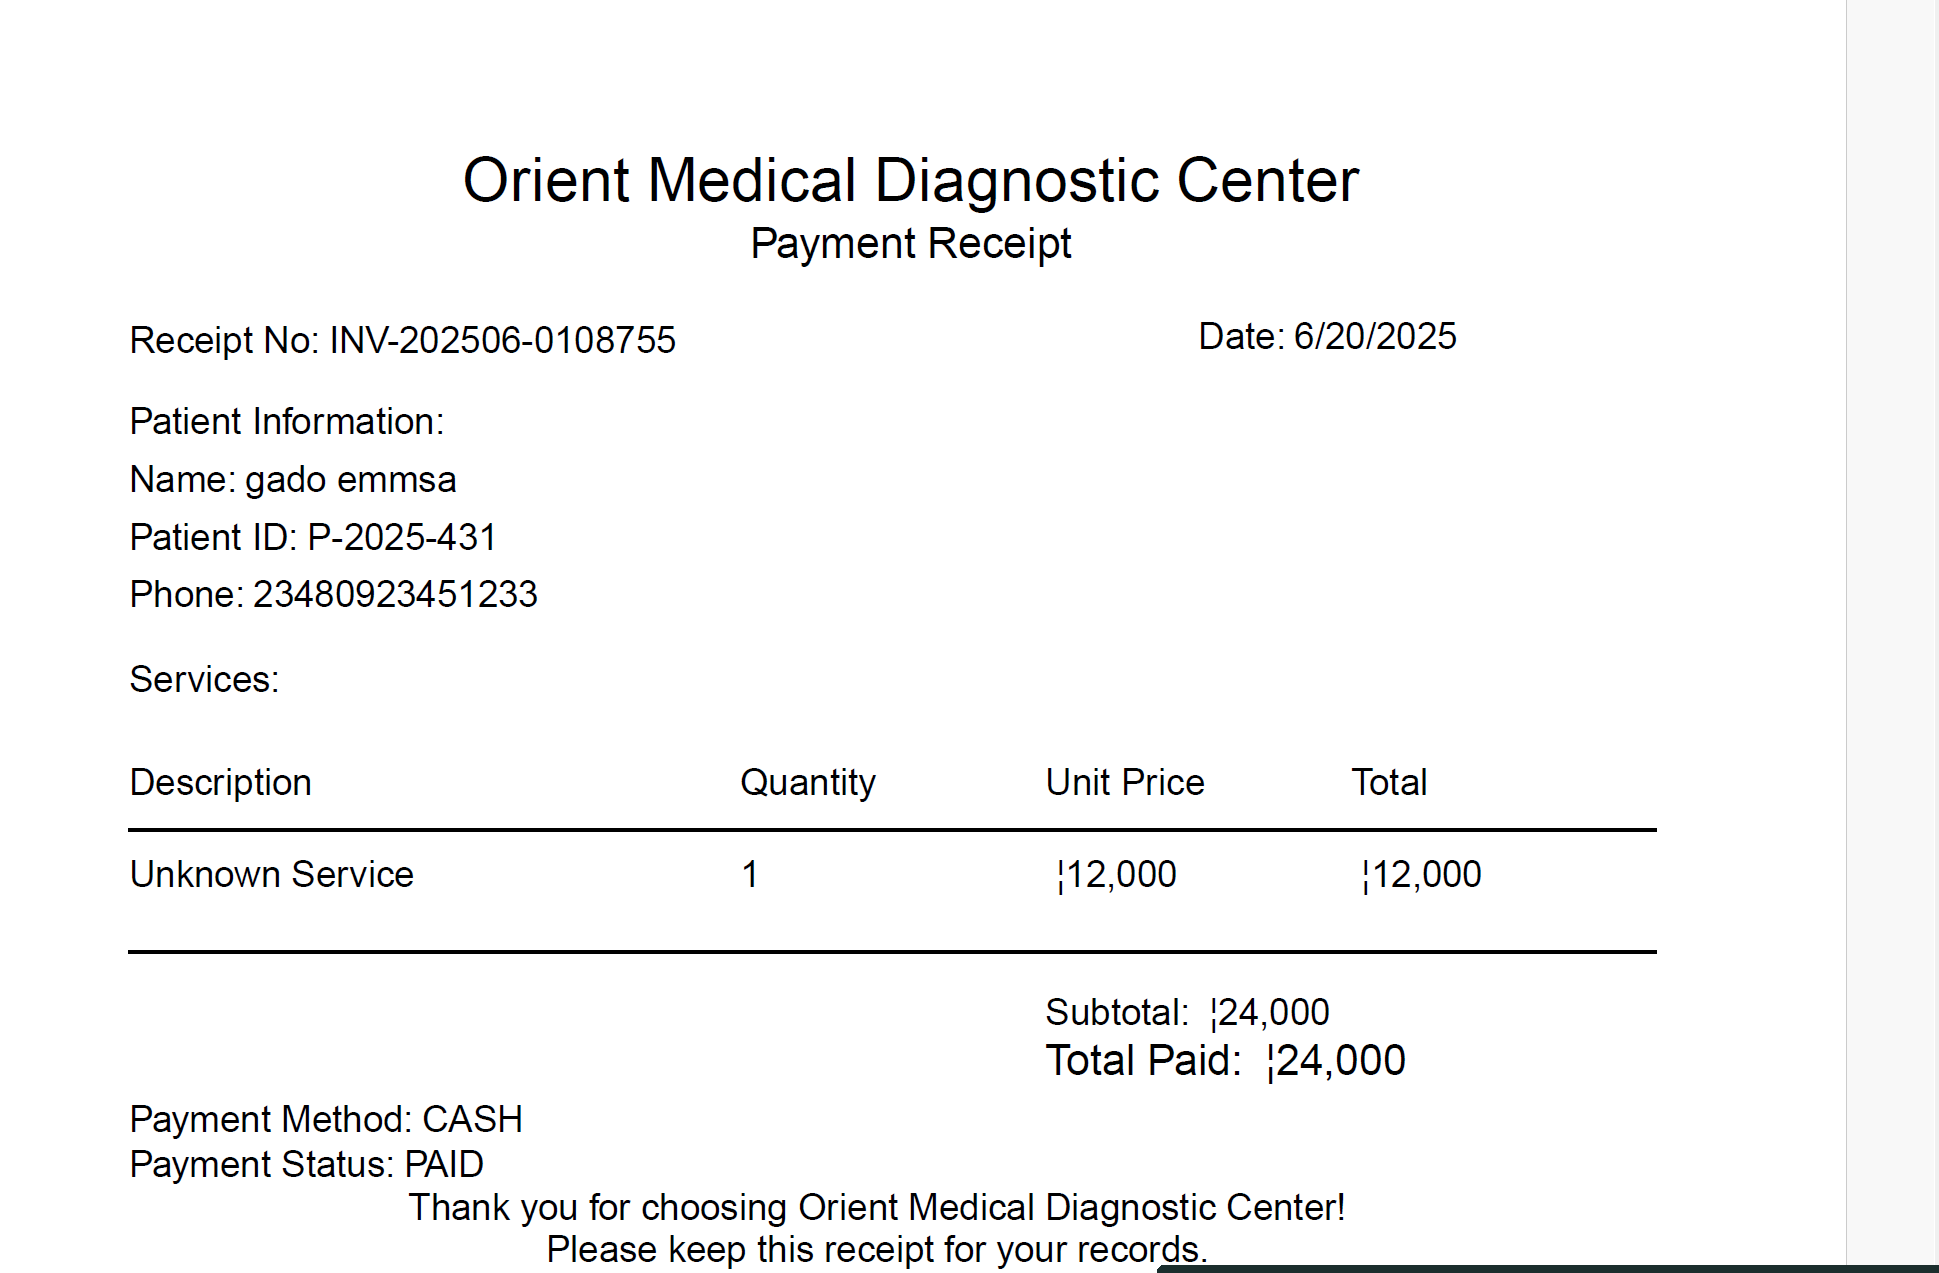 Orient Medical Diagnostic Center
Payment Receipt
Receipt No: INV-202506-0108755 Date: 6/20/2025
Patient Information:
Name: gado emmsa
Patient ID: P-2025-431
Phone: 23480923451233
Services:
Description Quantity Unit Price Total
Unknown Service 1 ¦12,000 ¦12,000
Subtotal: ¦24,000
Total Paid: ¦24,000
Payment Method: CASH
Payment Status: PAID
Thank you for choosing Orient Medical Diagnostic Center!
Please keep this receipt for your records.